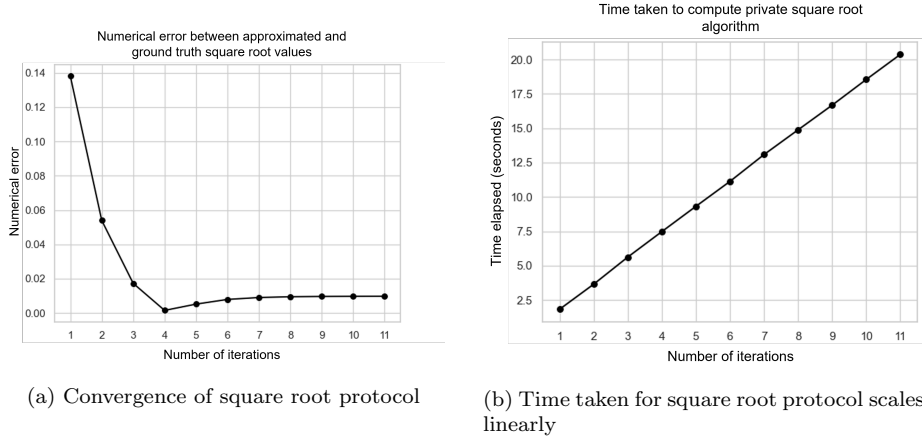 Numerical error between approximated and
ground truth square root values
0.14
0.12
0.10
0.08
0.06
0.04
0.02
0.00
Numerical error
1 2 3 4 5 6 7 8 9 10 11
Number of iterations
(a) Convergence of square root protocol
Time taken to compute private square root
algorithm
20.0
17.5
15.0
12.5
10.0
7.5
5.0
2.5
Time elapsed (seconds)
1 2 3 4 5 6 7 8 9 10 11
Number of iterations
(b) Time taken for square root protocol scales
linearly